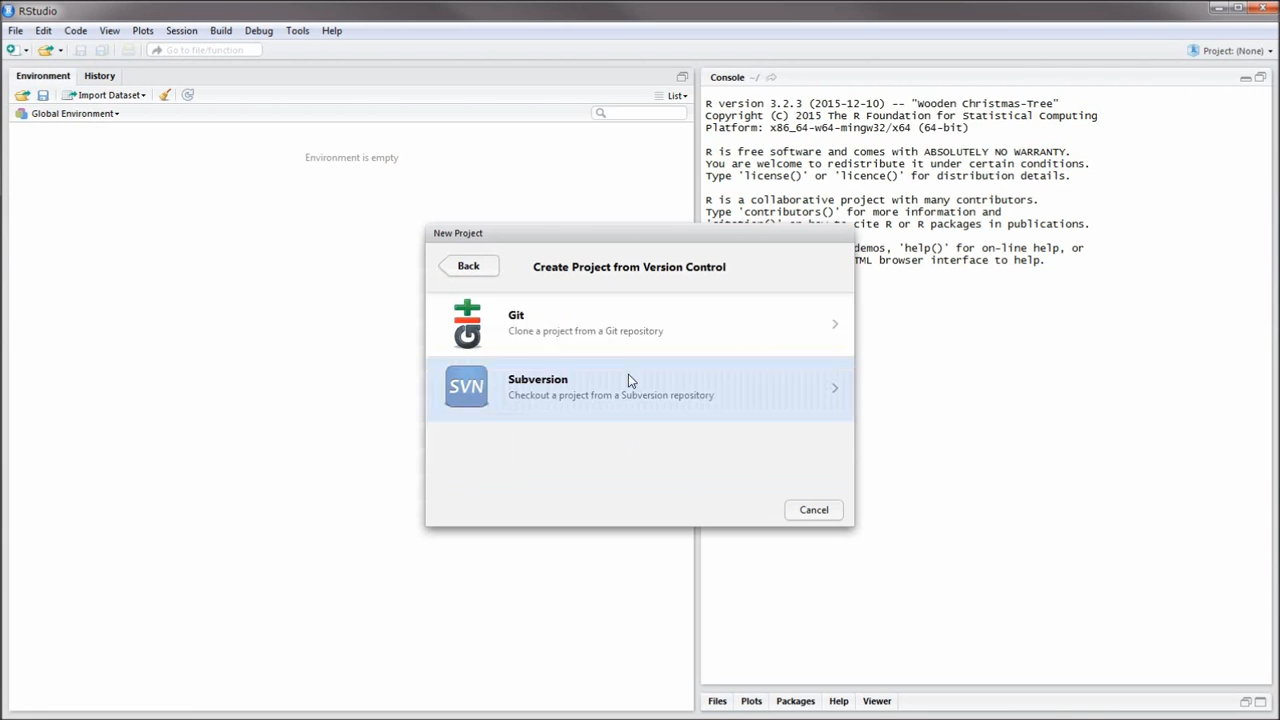 RStudio
File Edit Code View Plots Session Build Debug Tools Help
Go to file/function Project: (None)
Environment History
Import Dataset List
Global Environment
Environment is empty
Console ~/
R version 3.2.3 (2015-12-10) -- "Wooden Christmas-Tree"
Copyright (C) 2015 The R Foundation for Statistical Computing
Platform: x86_64-w64-mingw32/x64 (64-bit)
R is free software and comes with ABSOLUTELY NO WARRANTY.
You are welcome to redistribute it under certain conditions.
Type 'license()' or 'licence()' for distribution details.
R is a collaborative project with many contributors.
Type 'contributors()' for more information and
on how to cite R or R packages in publications.
demos, 'help()' for on-line help, or
TML browser interface to help.
New Project
Back
Create Project from Version Control
Git
Clone a project from a Git repository
SVN
Subversion
Checkout a project from a Subversion repository
Cancel
Files Plots Packages Help Viewer